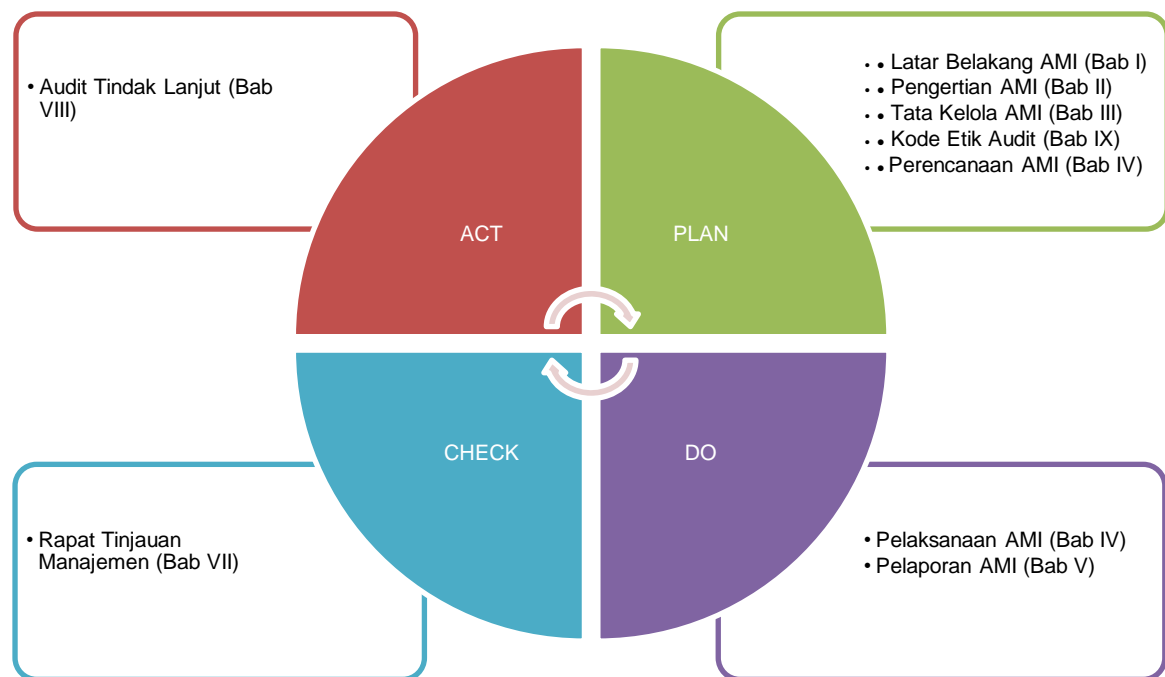 • Audit Tindak Lanjut (Bab
VIII)
• • Latar Belakang AMI (Bab I)
• • Pengertian AMI (Bab II)
• • Tata Kelola AMI (Bab III)
• • Kode Etik Audit (Bab IX)
• • Perencanaan AMI (Bab IV)
ACT
PLAN
CHECK
DO
• Rapat Tinjauan
Manajemen (Bab VII)
• Pelaksanaan AMI (Bab IV)
• Pelaporan AMI (Bab V)